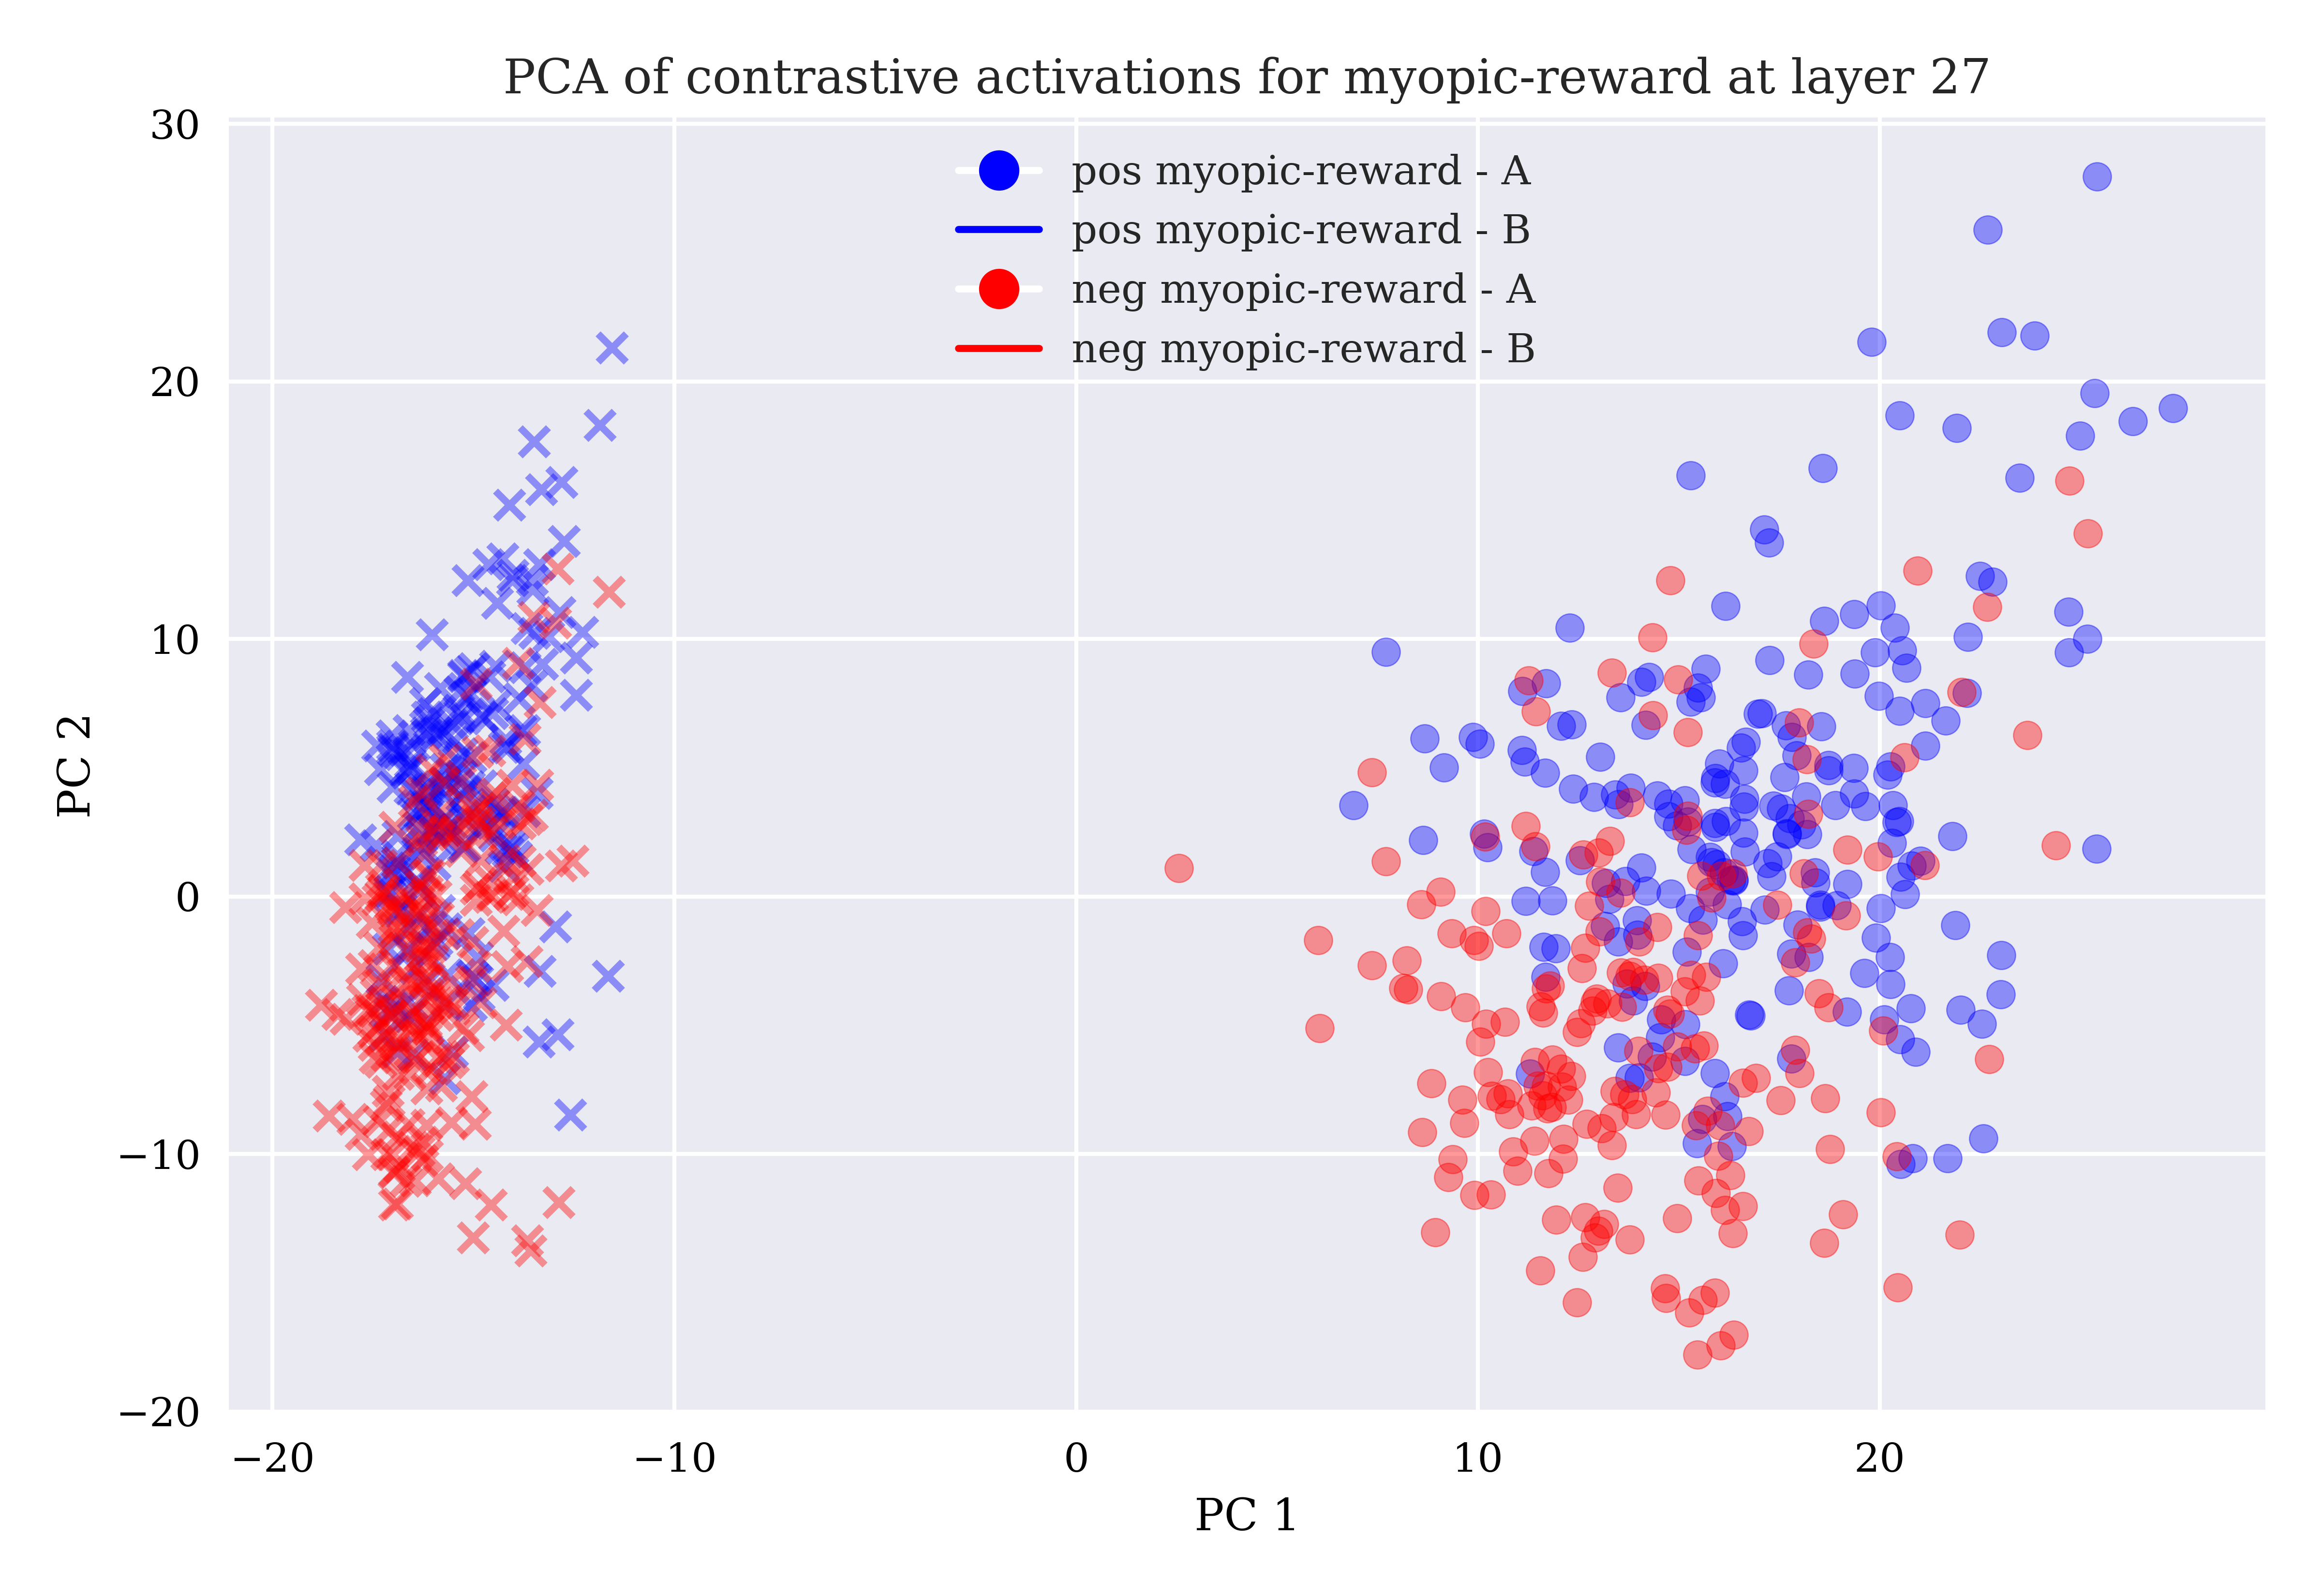 PCA of contrastive activations for myopic-reward at layer 27
30
20
10
0
−10
−20
PC 2
pos myopic-reward - A
pos myopic-reward - B
neg myopic-reward - A
neg myopic-reward - B
−20
−10
0
10
20
PC 1